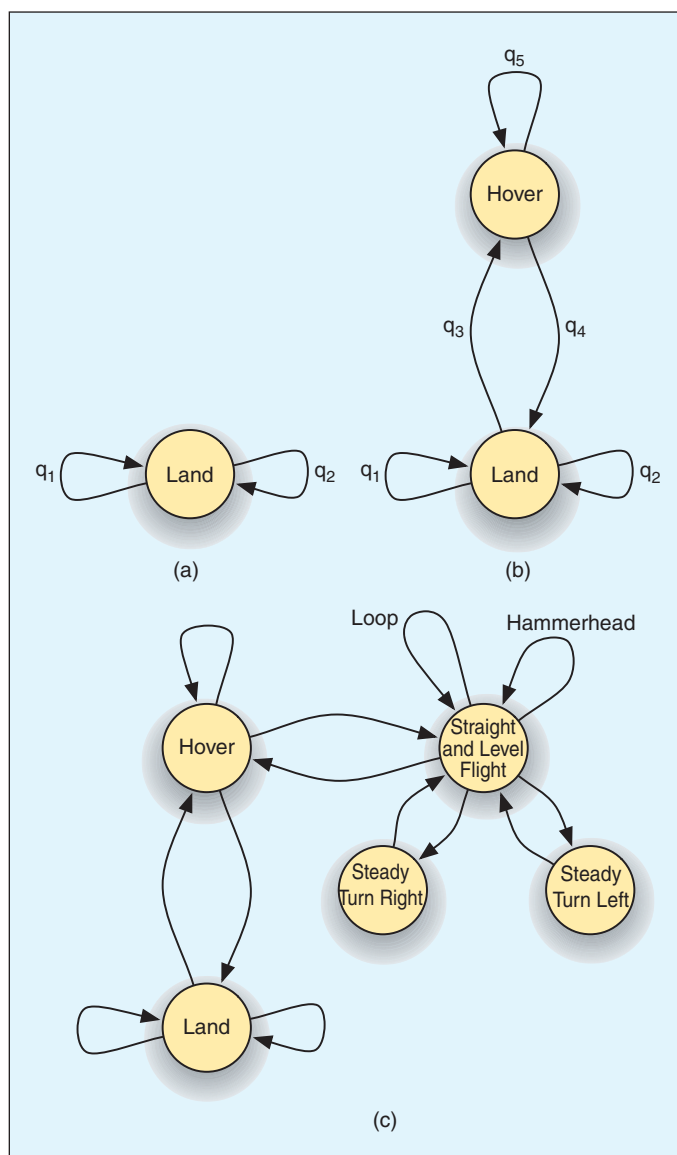 q5
Hover
q3
q4
q1
Land
q2
q1
Land
q2
(a)
(b)
Loop
Hammerhead
Hover
Straight
and Level
Flight
Steady
Turn Right
Steady
Turn Left
Land
(c)